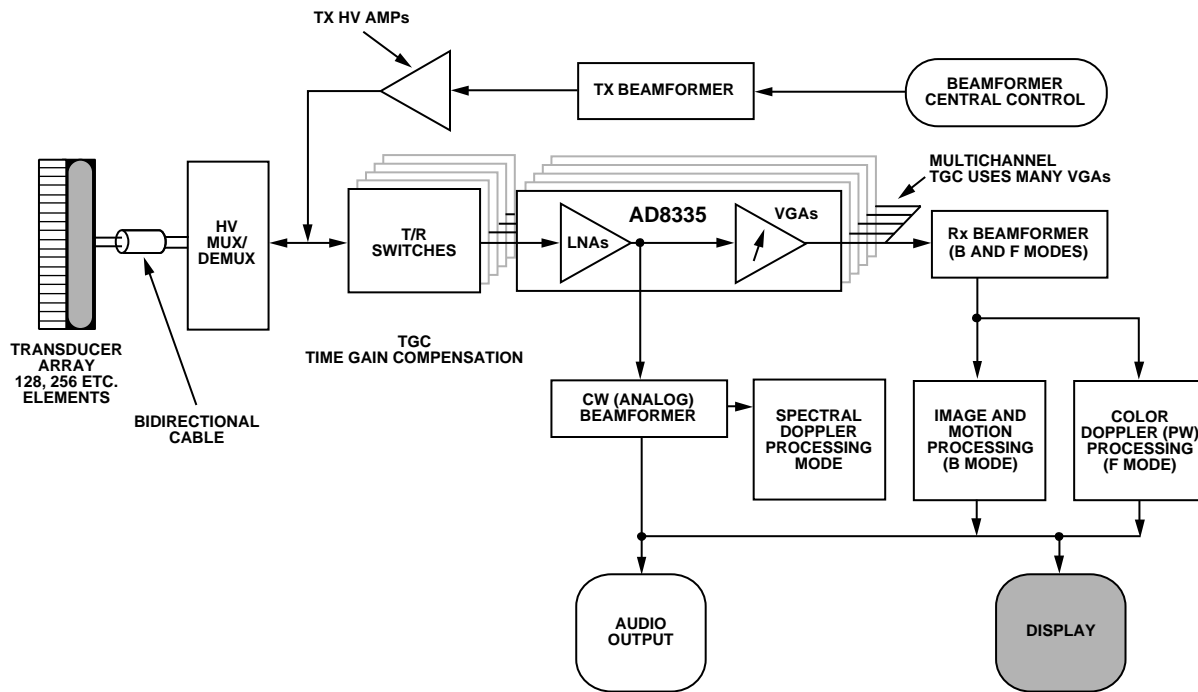 TX HV AMPs
TX BEAMFORMER
BEAMFORMER
CENTRAL CONTROL
HV
MUX/
DEMUX
T/R
SWITCHES
LNAs
AD8335
VGAs
MULTICHANNEL
TGC USES MANY VGAs
Rx BEAMFORMER
(B AND F MODES)
TRANSDUCER
ARRAY
128, 256 ETC.
ELEMENTS
BIDIRECTIONAL
CABLE
TGC
TIME GAIN COMPENSATION
CW (ANALOG)
BEAMFORMER
SPECTRAL
DOPPLER
PROCESSING
MODE
IMAGE AND
MOTION
PROCESSING
(B MODE)
COLOR
DOPPLER (PW)
PROCESSING
(F MODE)
AUDIO
OUTPUT
DISPLAY